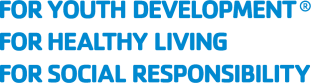 FOR YOUTH DEVELOPMENT®
FOR HEALTHY LIVING
FOR SOCIAL RESPONSIBILITY